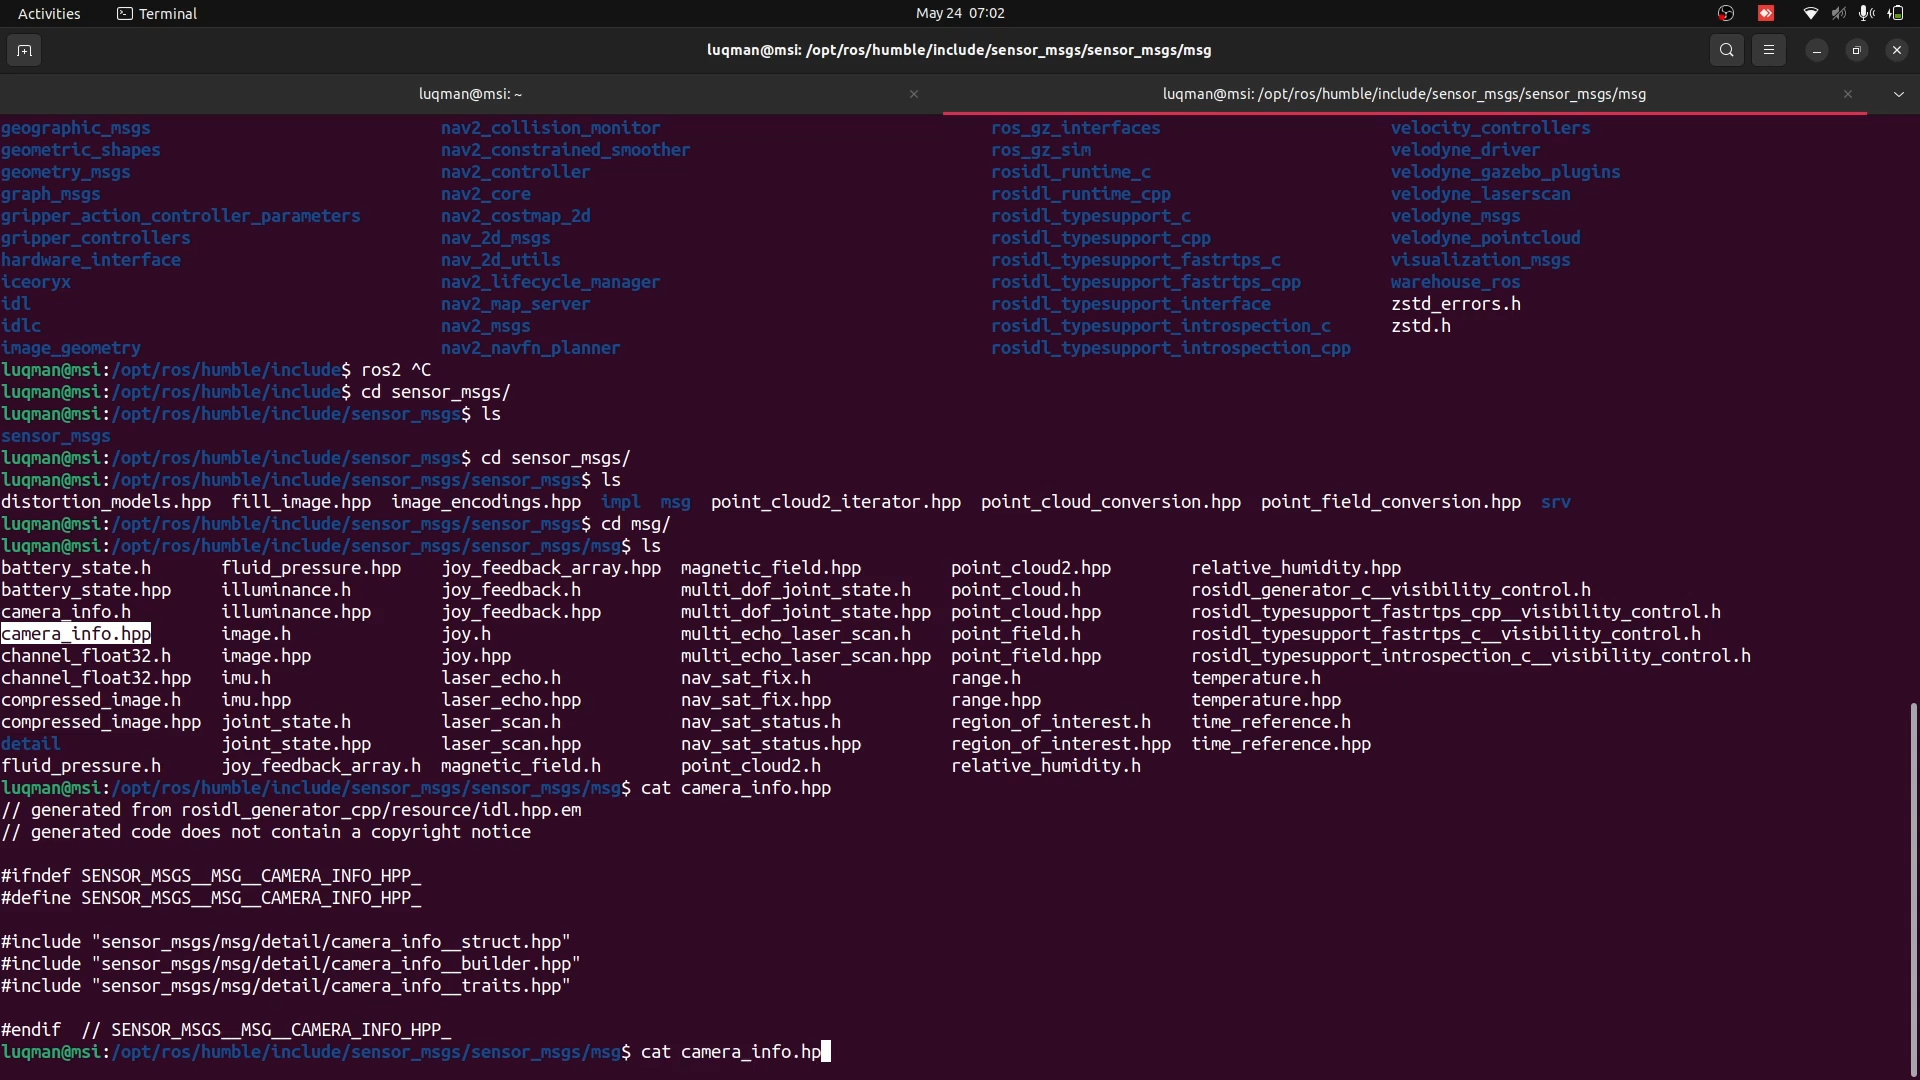 Activities Terminal May 24 07:02
luqman@msi: /opt/ros/humble/include/sensor_msgs/sensor_msgs/msg
luqman@msi: ~ luqman@msi: /opt/ros/humble/include/sensor_msgs/sensor_msgs/msg
geographic_msgs nav2_collision_monitor ros_gz_interfaces velocity_controllers
geometric_shapes nav2_constrained_smoother ros_gz_sim velodyne_driver
geometry_msgs nav2_controller rosidl_runtime_c velodyne_gazebo_plugins
graph_msgs nav2_core rosidl_runtime_cpp velodyne_laserscan
gripper_action_controller_parameters nav2_costmap_2d rosidl_typesupport_c velodyne_msgs
gripper_controllers nav_2d_msgs rosidl_typesupport_cpp velodyne_pointcloud
hardware_interface nav_2d_utils rosidl_typesupport_fastrtps_c visualization_msgs
iceoryx nav2_lifecycle_manager rosidl_typesupport_fastrtps_cpp warehouse_ros
idl nav2_map_server rosidl_typesupport_interface zstd_errors.h
idlc nav2_msgs rosidl_typesupport_introspection_c zstd.h
image_geometry nav2_navfn_planner rosidl_typesupport_introspection_cpp
luqman@msi:/opt/ros/humble/include$ ros2 ^C
luqman@msi:/opt/ros/humble/include$ cd sensor_msgs/
luqman@msi:/opt/ros/humble/include/sensor_msgs$ ls
sensor_msgs
luqman@msi:/opt/ros/humble/include/sensor_msgs$ cd sensor_msgs/
luqman@msi:/opt/ros/humble/include/sensor_msgs/sensor_msgs$ ls
distortion_models.hpp fill_image.hpp image_encodings.hpp impl msg point_cloud2_iterator.hpp point_cloud_conversion.hpp point_field_conversion.hpp srv
luqman@msi:/opt/ros/humble/include/sensor_msgs/sensor_msgs$ cd msg/
luqman@msi:/opt/ros/humble/include/sensor_msgs/sensor_msgs/msg$ ls
battery_state.h fluid_pressure.hpp joy_feedback_array.hpp magnetic_field.hpp point_cloud2.hpp relative_humidity.hpp
battery_state.hpp illuminance.h joy_feedback.h multi_dof_joint_state.h point_cloud.h rosidl_generator_c__visibility_control.h
camera_info.h illuminance.hpp joy_feedback.hpp multi_dof_joint_state.hpp point_cloud.hpp rosidl_typesupport_fastrtps_cpp__visibility_control.h
camera_info.hpp image.h joy.h multi_echo_laser_scan.h point_field.h rosidl_typesupport_fastrtps_c__visibility_control.h
channel_float32.h image.hpp joy.hpp multi_echo_laser_scan.hpp point_field.hpp rosidl_typesupport_introspection_c__visibility_control.h
channel_float32.hpp imu.h laser_echo.h nav_sat_fix.h range.h temperature.h
compressed_image.h imu.hpp laser_echo.hpp nav_sat_fix.hpp range.hpp temperature.hpp
compressed_image.hpp joint_state.h laser_scan.h nav_sat_status.h region_of_interest.h time_reference.h
detail joint_state.hpp laser_scan.hpp nav_sat_status.hpp region_of_interest.hpp time_reference.hpp
fluid_pressure.h joy_feedback_array.h magnetic_field.h point_cloud2.h relative_humidity.h
luqman@msi:/opt/ros/humble/include/sensor_msgs/sensor_msgs/msg$ cat camera_info.hpp
// generated from rosidl_generator_cpp/resource/idl.hpp.em
// generated code does not contain a copyright notice
#ifndef SENSOR_MSGS__MSG__CAMERA_INFO_HPP_
#define SENSOR_MSGS__MSG__CAMERA_INFO_HPP_
#include "sensor_msgs/msg/detail/camera_info__struct.hpp"
#include "sensor_msgs/msg/detail/camera_info__builder.hpp"
#include "sensor_msgs/msg/detail/camera_info__traits.hpp"
#endif // SENSOR_MSGS__MSG__CAMERA_INFO_HPP_
luqman@msi:/opt/ros/humble/include/sensor_msgs/sensor_msgs/msg$ cat camera_info.hp